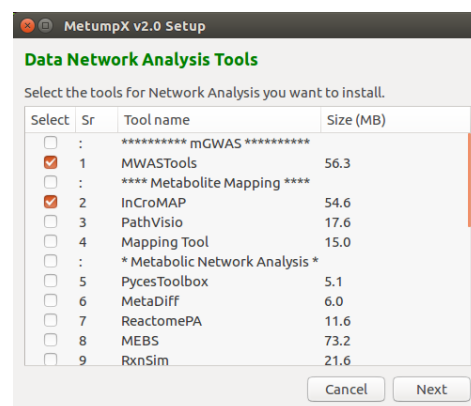 MetumpX v2.0 Setup
Data Network Analysis Tools
Select the tools for Network Analysis you want to install.
Select Sr Tool name Size (MB)
: ********** mGWAS **********
1 MWASTools 56.3
: **** Metabolite Mapping ****
2 InCroMAP 54.6
3 PathVisio 17.6
4 Mapping Tool 15.0
: * Metabolic Network Analysis *
5 PycesToolbox 5.1
6 MetaDiff 6.0
7 ReactomePA 11.6
8 MEBS 73.2
9 RxnSim 21.6
Cancel Next